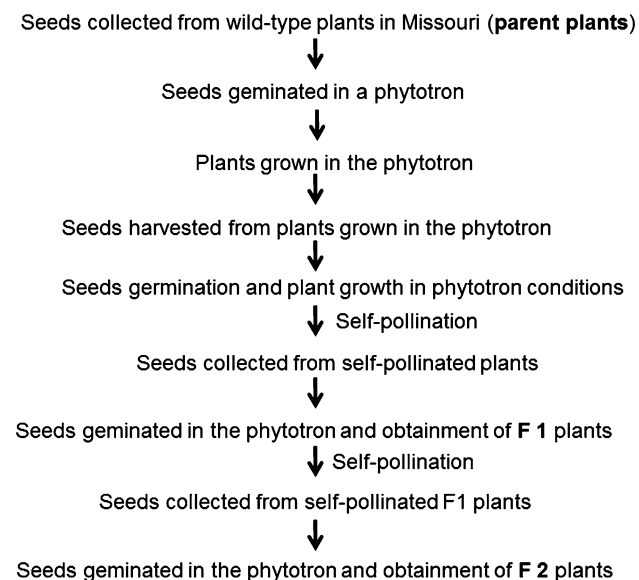 Seeds collected from wild-type plants in Missouri (parent plants)
Seeds geminated in a phytotron
Plants grown in the phytotron
Seeds harvested from plants grown in the phytotron
Seeds germination and plant growth in phytotron conditions
Self-pollination
Seeds collected from self-pollinated plants
Seeds geminated in the phytotron and obtainment of F 1 plants
Self-pollination
Seeds collected from self-pollinated F1 plants
Seeds geminated in the phytotron and obtainment of F 2 plants